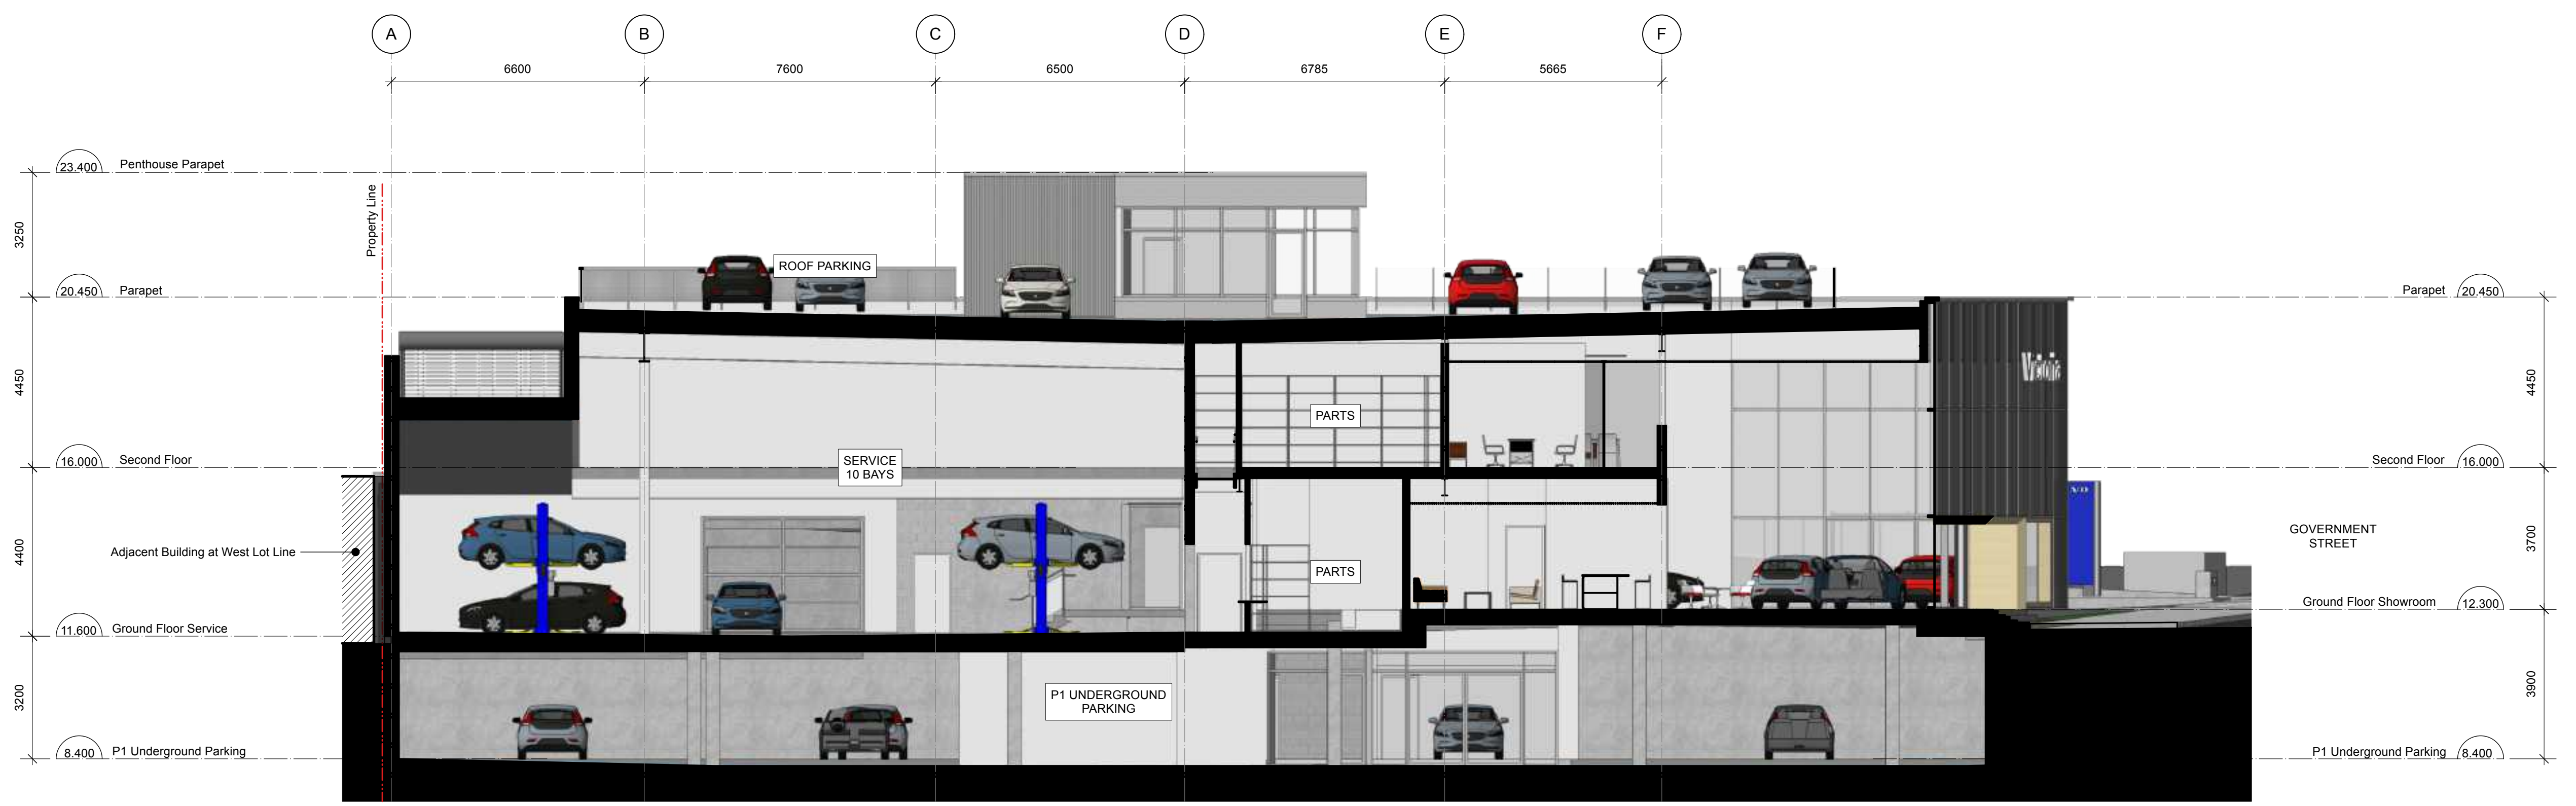 A
B
C
D
E
F
6600
7600
6500
6785
5665
23.400
Penthouse Parapet
Property Line
3250
ROOF PARKING
20.450
Parapet
Parapet
20.450
4450
Victoria
4450
PARTS
16.000
Second Floor
SERVICE
10 BAYS
Second Floor
16.000
GOVERNMENT
STREET
Adjacent Building at West Lot Line
4400
3700
PARTS
11.600
Ground Floor Service
Ground Floor Showroom
12.300
3200
P1 UNDERGROUND
PARKING
3900
8.400
P1 Underground Parking
P1 Underground Parking
8.400